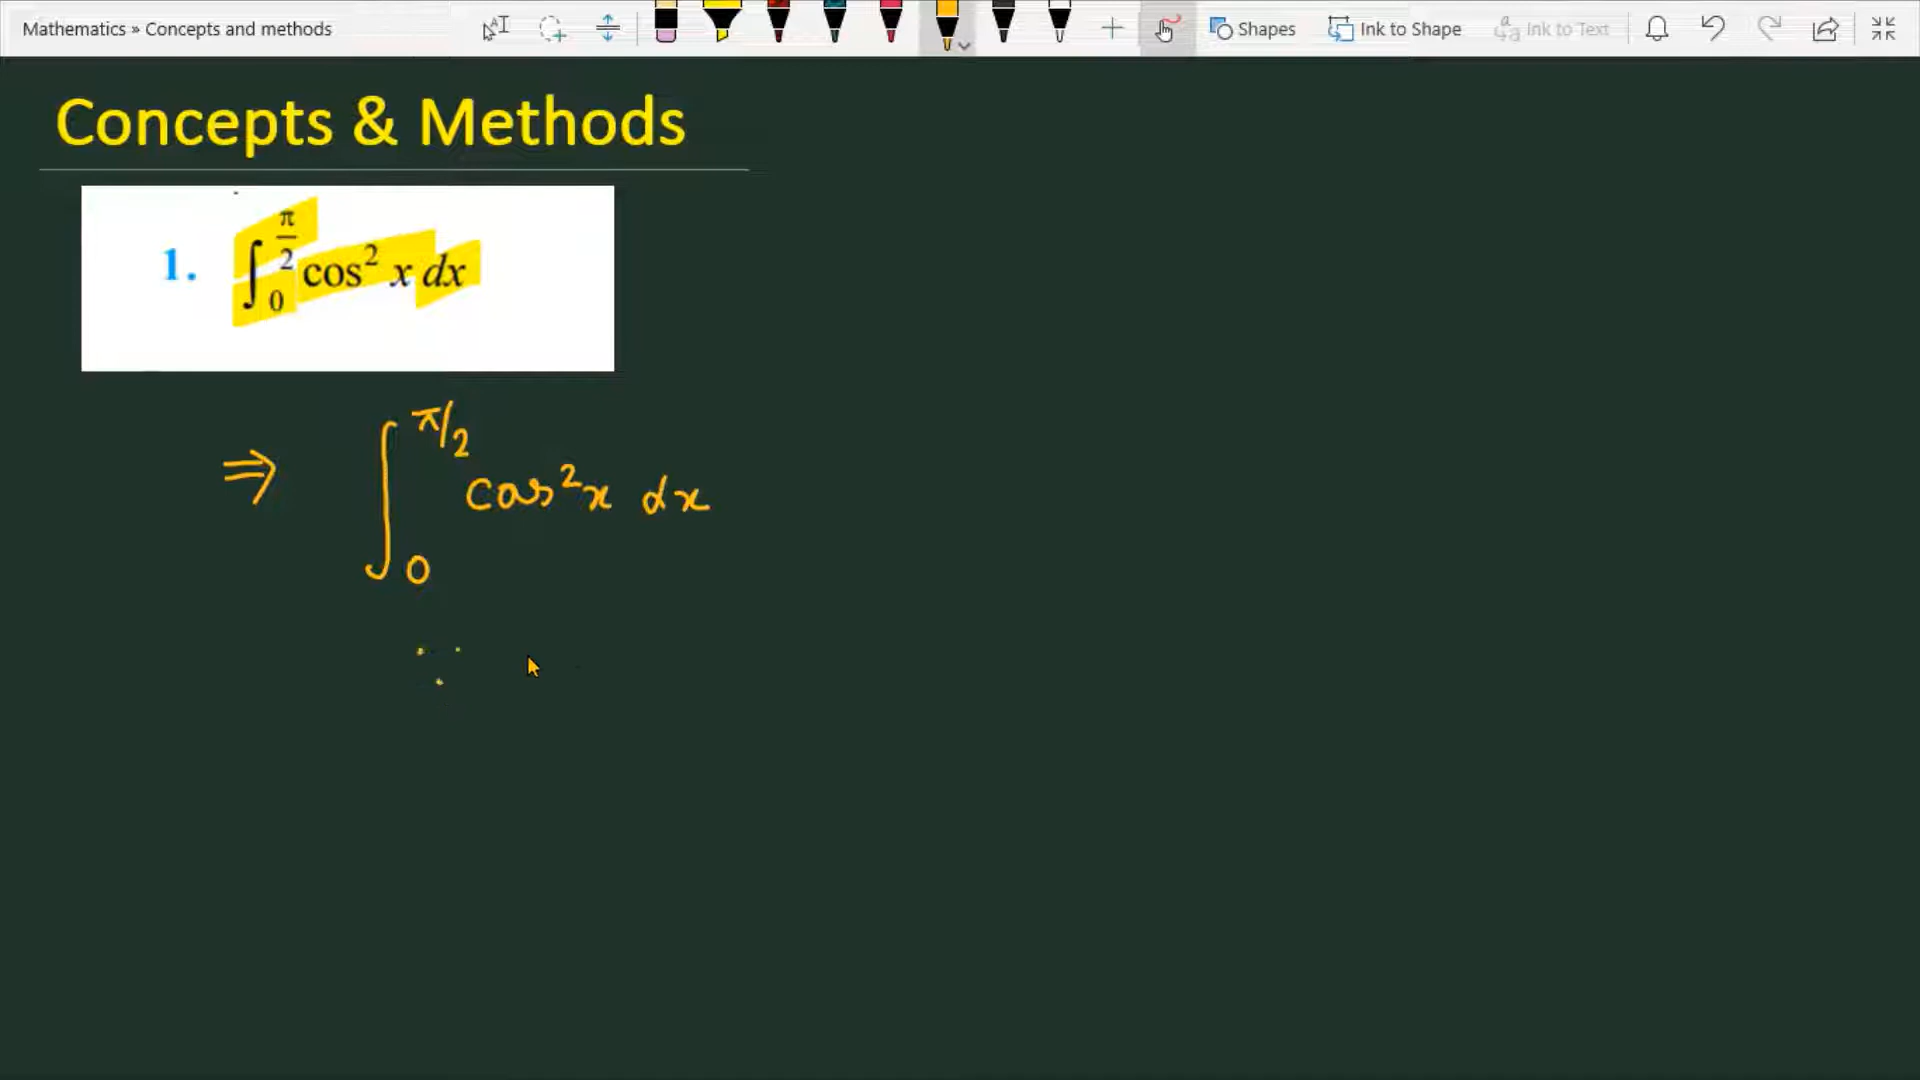 Mathematics » Concepts and methods
Shapes
Ink to Shape
Ink to Text
Concepts & Methods
1. ∫₀^(π/2) cos² x dx
⇒ ∫₀^(π/2) cos²x dx
∵